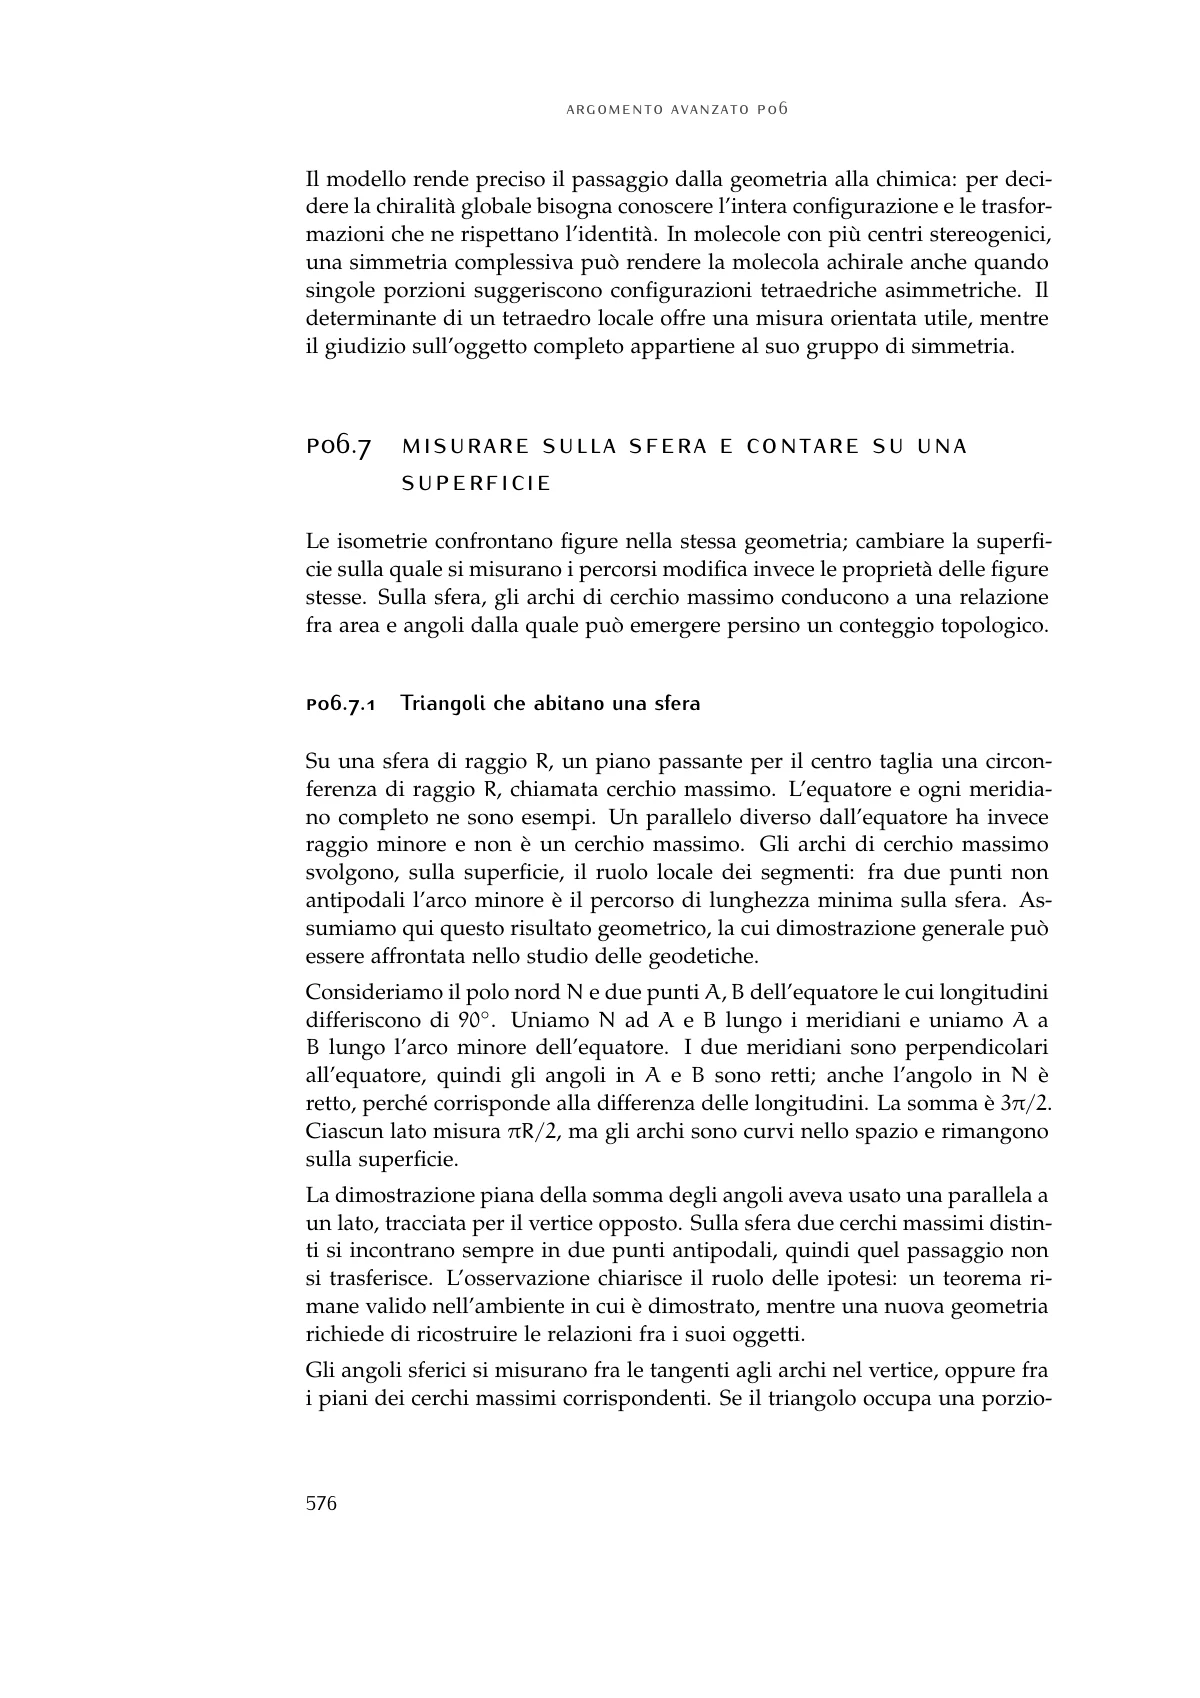 ARGOMENTO AVANZATO P06
Il modello rende preciso il passaggio dalla geometria alla chimica: per deci-
dere la chiralità globale bisogna conoscere l'intera configurazione e le trasfor-
mazioni che ne rispettano l'identità. In molecole con più centri stereogenici,
una simmetria complessiva può rendere la molecola achirale anche quando
singole porzioni suggeriscono configurazioni tetraedriche asimmetriche. Il
determinante di un tetraedro locale offre una misura orientata utile, mentre
il giudizio sull'oggetto completo appartiene al suo gruppo di simmetria.
P06.7 MISURARE SULLA SFERA E CONTARE SU UNA
SUPERFICIE
Le isometrie confrontano figure nella stessa geometria; cambiare la superfi-
cie sulla quale si misurano i percorsi modifica invece le proprietà delle figure
stesse. Sulla sfera, gli archi di cerchio massimo conducono a una relazione
fra area e angoli dalla quale può emergere persino un conteggio topologico.
P06.7.1 Triangoli che abitano una sfera
Su una sfera di raggio R, un piano passante per il centro taglia una circon-
ferenza di raggio R, chiamata cerchio massimo. L'equatore e ogni meridia-
no completo ne sono esempi. Un parallelo diverso dall'equatore ha invece
raggio minore e non è un cerchio massimo. Gli archi di cerchio massimo
svolgono, sulla superficie, il ruolo locale dei segmenti: fra due punti non
antipodali l'arco minore è il percorso di lunghezza minima sulla sfera. As-
sumiamo qui questo risultato geometrico, la cui dimostrazione generale può
essere affrontata nello studio delle geodetiche.
Consideriamo il polo nord N e due punti A, B dell'equatore le cui longitudini
differiscono di 90°. Uniamo N ad A e B lungo i meridiani e uniamo A a
B lungo l'arco minore dell'equatore. I due meridiani sono perpendicolari
all'equatore, quindi gli angoli in A e B sono retti; anche l'angolo in N è
retto, perché corrisponde alla differenza delle longitudini. La somma è 3π/2.
Ciascun lato misura πR/2, ma gli archi sono curvi nello spazio e rimangono
sulla superficie.
La dimostrazione piana della somma degli angoli aveva usato una parallela a
un lato, tracciata per il vertice opposto. Sulla sfera due cerchi massimi distin-
ti si incontrano sempre in due punti antipodali, quindi quel passaggio non
si trasferisce. L'osservazione chiarisce il ruolo delle ipotesi: un teorema ri-
mane valido nell'ambiente in cui è dimostrato, mentre una nuova geometria
richiede di ricostruire le relazioni fra i suoi oggetti.
Gli angoli sferici si misurano fra le tangenti agli archi nel vertice, oppure fra
i piani dei cerchi massimi corrispondenti. Se il triangolo occupa una porzio-
576